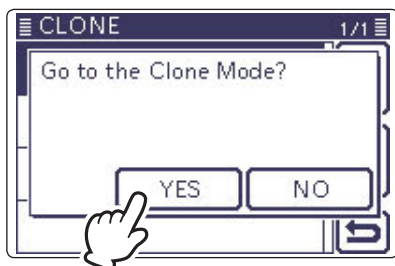 CLONE 1/1
Go to the Clone Mode?
YES NO